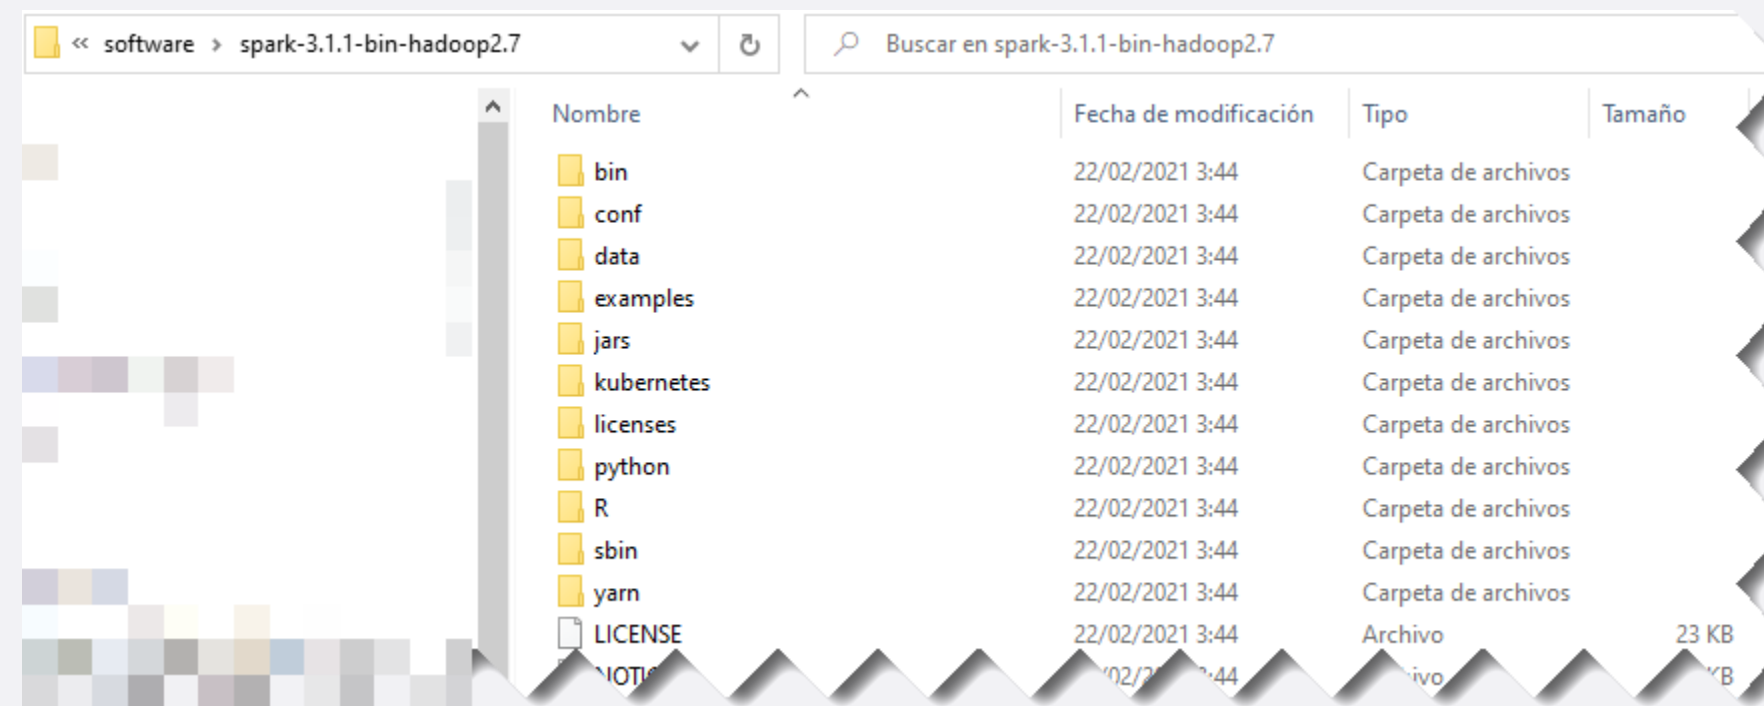 « software > spark-3.1.1-bin-hadoop2.7 Buscar en spark-3.1.1-bin-hadoop2.7
Nombre Fecha de modificación Tipo Tamaño
bin 22/02/2021 3:44 Carpeta de archivos
conf 22/02/2021 3:44 Carpeta de archivos
data 22/02/2021 3:44 Carpeta de archivos
examples 22/02/2021 3:44 Carpeta de archivos
jars 22/02/2021 3:44 Carpeta de archivos
kubernetes 22/02/2021 3:44 Carpeta de archivos
licenses 22/02/2021 3:44 Carpeta de archivos
python 22/02/2021 3:44 Carpeta de archivos
R 22/02/2021 3:44 Carpeta de archivos
sbin 22/02/2021 3:44 Carpeta de archivos
yarn 22/02/2021 3:44 Carpeta de archivos
LICENSE 22/02/2021 3:44 Archivo 23 KB